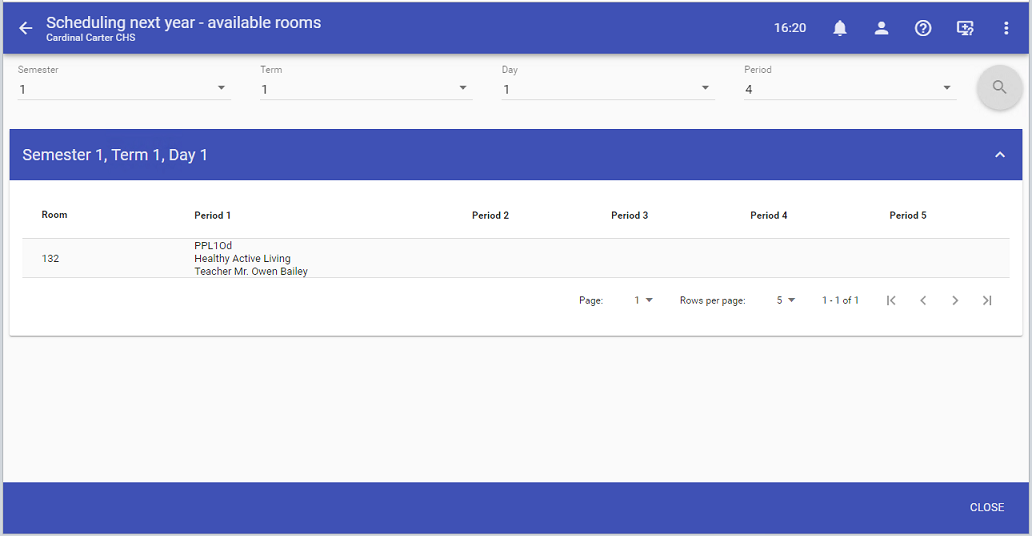 Scheduling next year - available rooms
Cardinal Carter CHS
16:20
Semester
Term
Day
Period
1
1
1
4
Semester 1, Term 1, Day 1
Room Period 1 Period 2 Period 3 Period 4 Period 5
PPL1Od
132 Healthy Active Living
Teacher Mr. Owen Bailey
Page: 1 Rows per page: 5 1 - 1 of 1
CLOSE